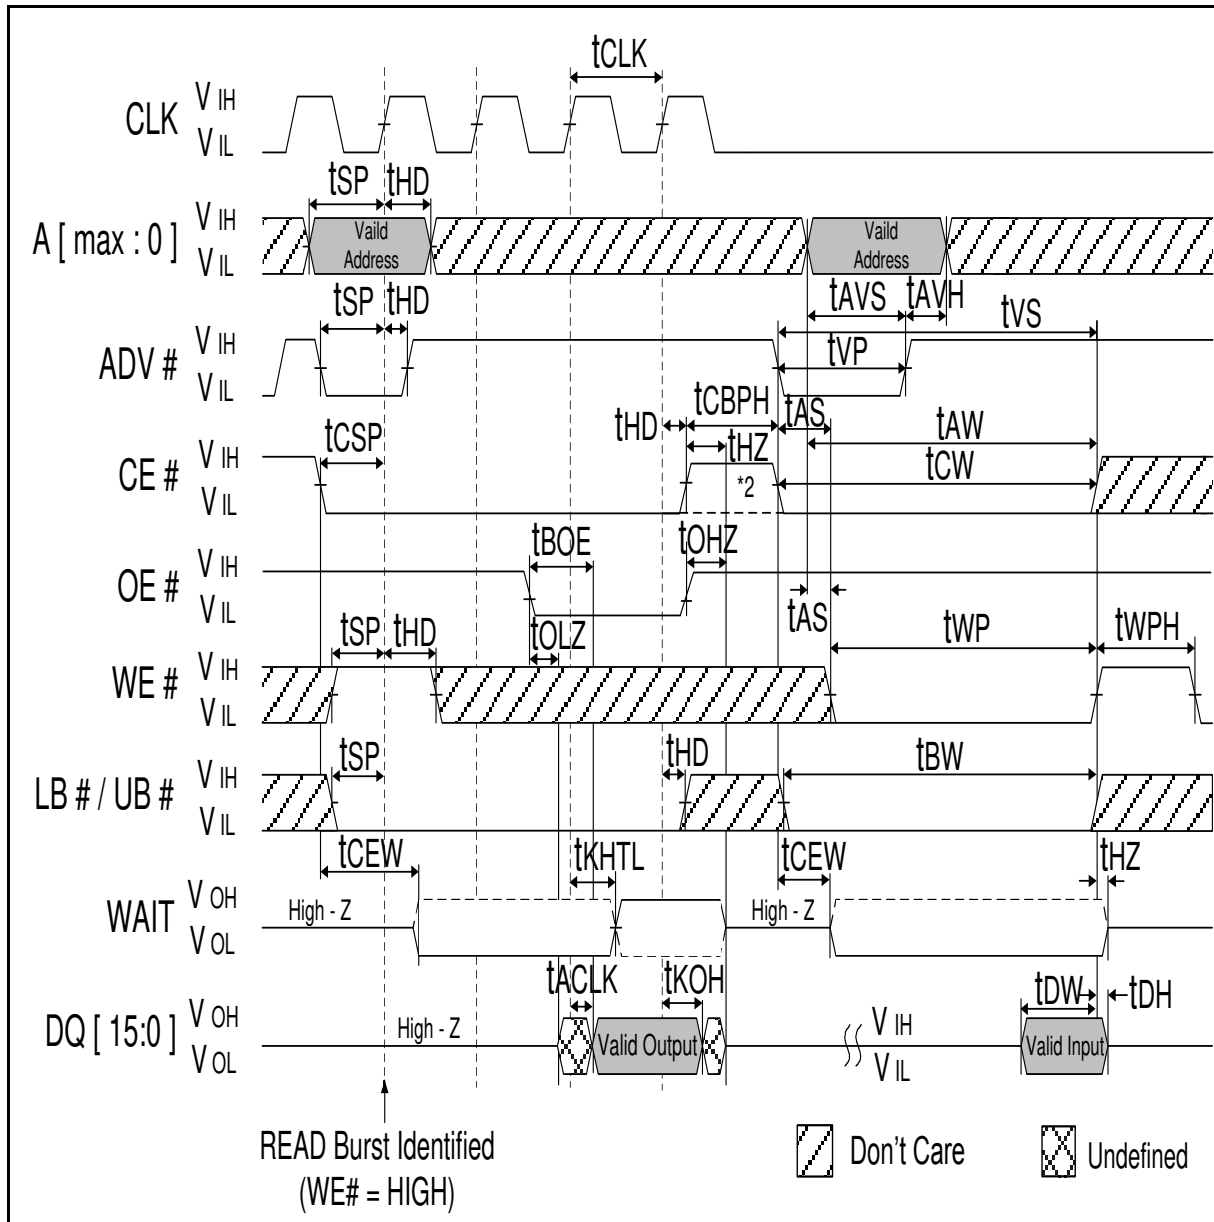 tCLK
CLK
V IH
V IL
tSP
tHD
A [ max : 0 ]
V IH
V IL
Vaild
Address
Vaild
Address
tSP
tHD
tAVS
tAVH
tVS
ADV #
V IH
V IL
tVP
tHD
tCBPH
tAS
tCSP
tHZ
tAW
CE #
V IH
V IL
*2
tCW
tBOE
tOHZ
OE #
V IH
V IL
tAS
tSP
tHD
tOLZ
tWP
tWPH
WE #
V IH
V IL
tSP
tHD
tBW
LB # / UB #
V IH
V IL
tCEW
tKHTL
tCEW
tHZ
WAIT
V OH
V OL
High - Z
High - Z
tACLK
tKOH
tDW
tDH
DQ [ 15:0 ]
V OH
V OL
High - Z
Valid Output
V IH
V IL
Valid Input
READ Burst Identified
(WE# = HIGH)
Don't Care
Undefined